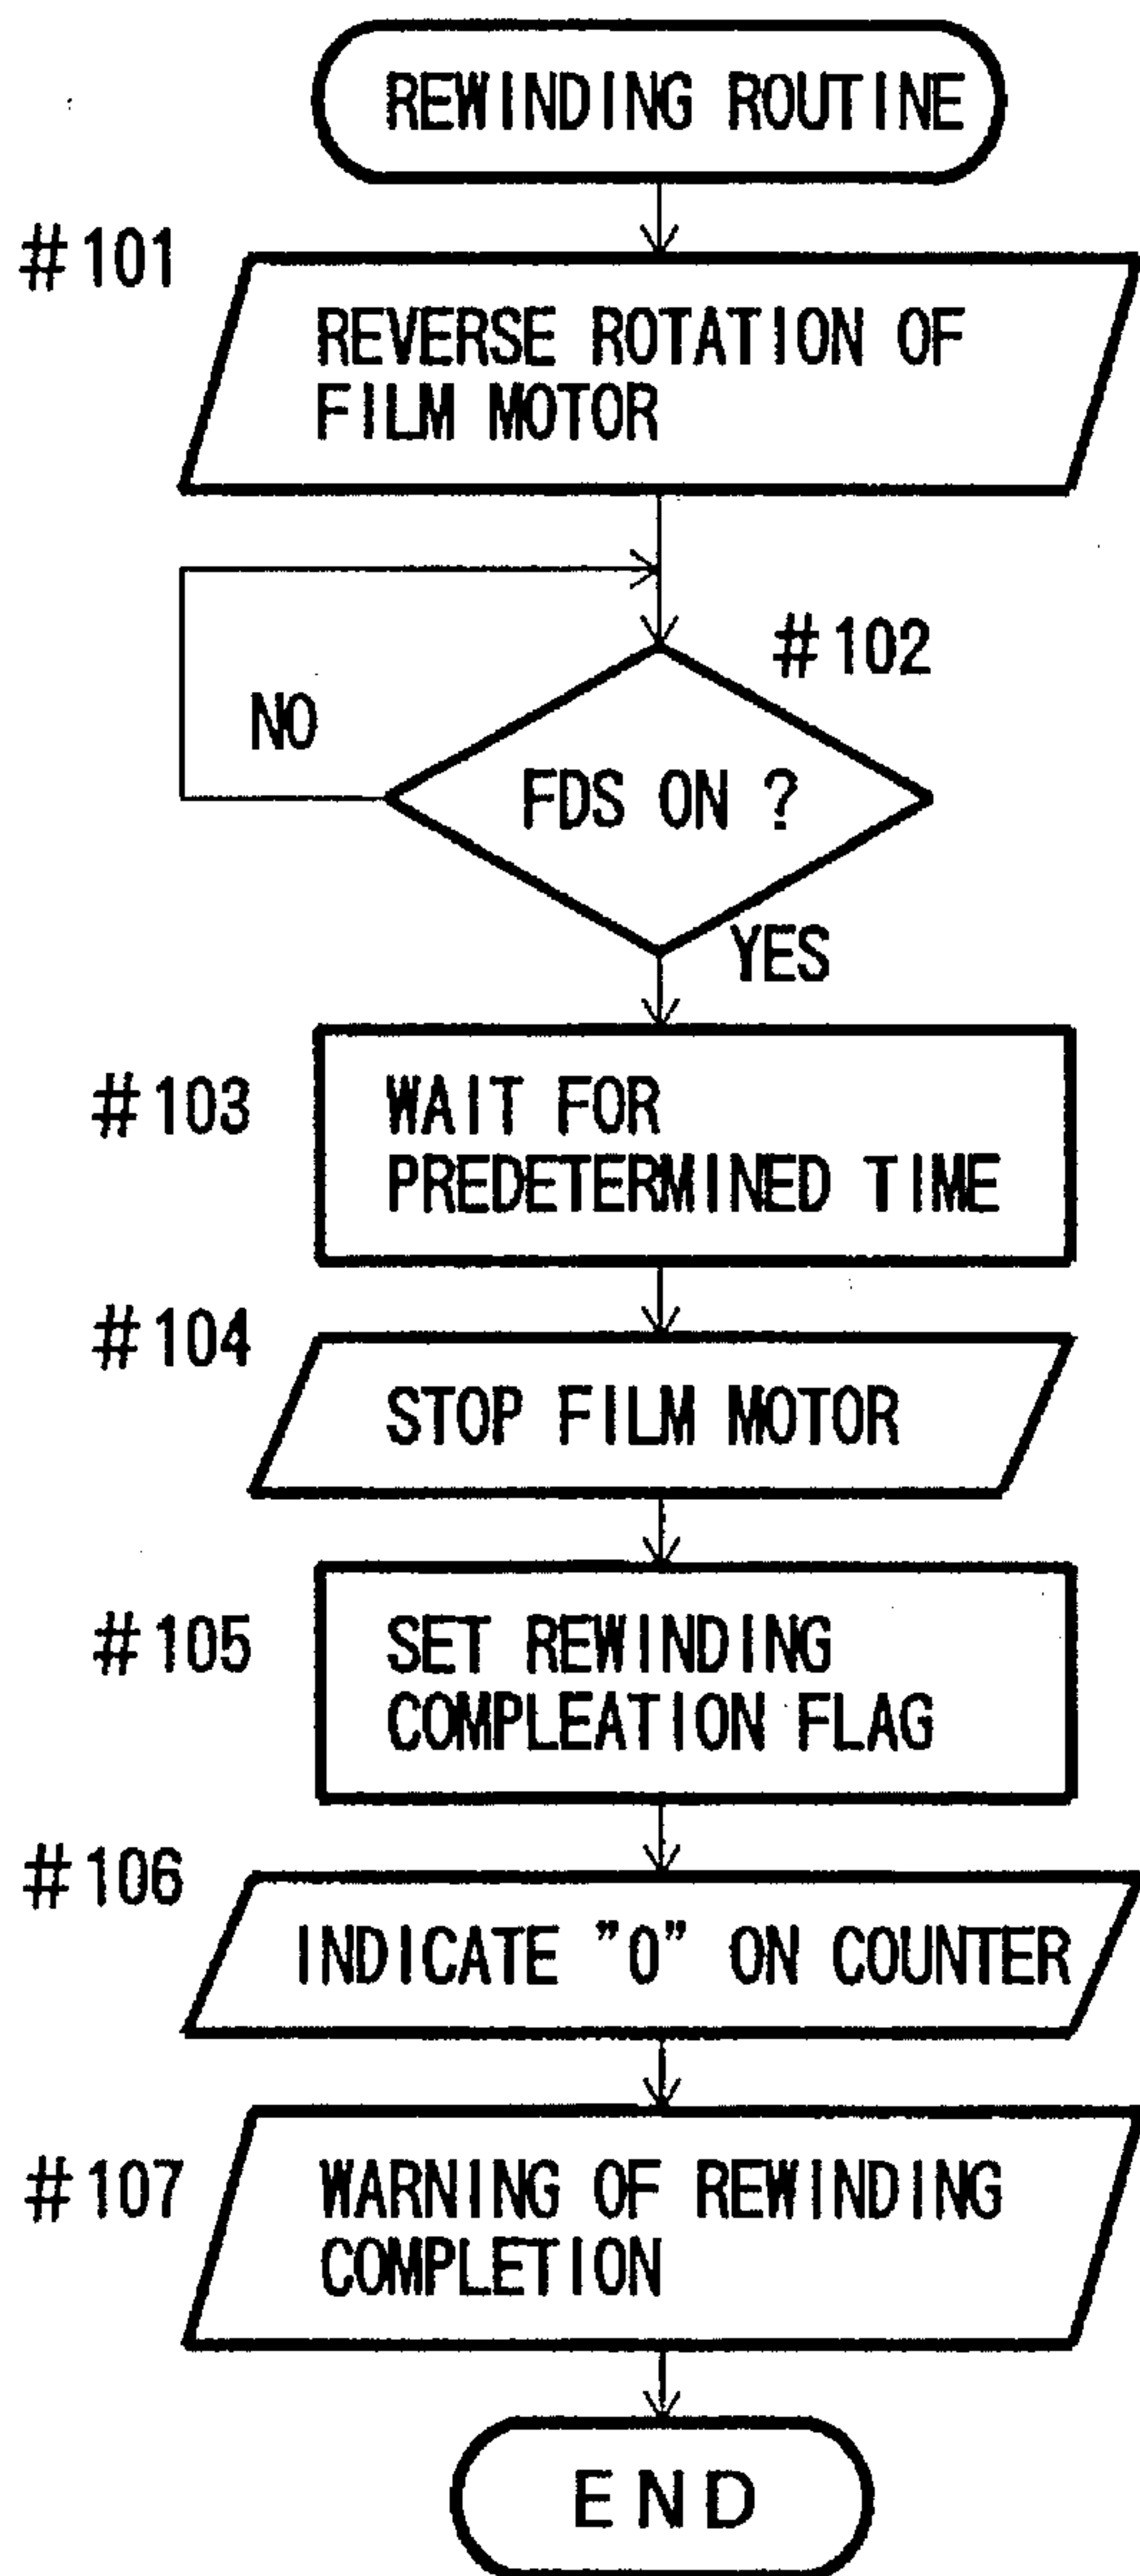 REWINDING ROUTINE
#101
REVERSE ROTATION OF
FILM MOTOR
#102
NO
FDS ON ?
YES
#103
WAIT FOR
PREDETERMINED TIME
#104
STOP FILM MOTOR
#105
SET REWINDING
COMPLEATION FLAG
#106
INDICATE ”0” ON COUNTER
#107
WARNING OF REWINDING
COMPLETION
END